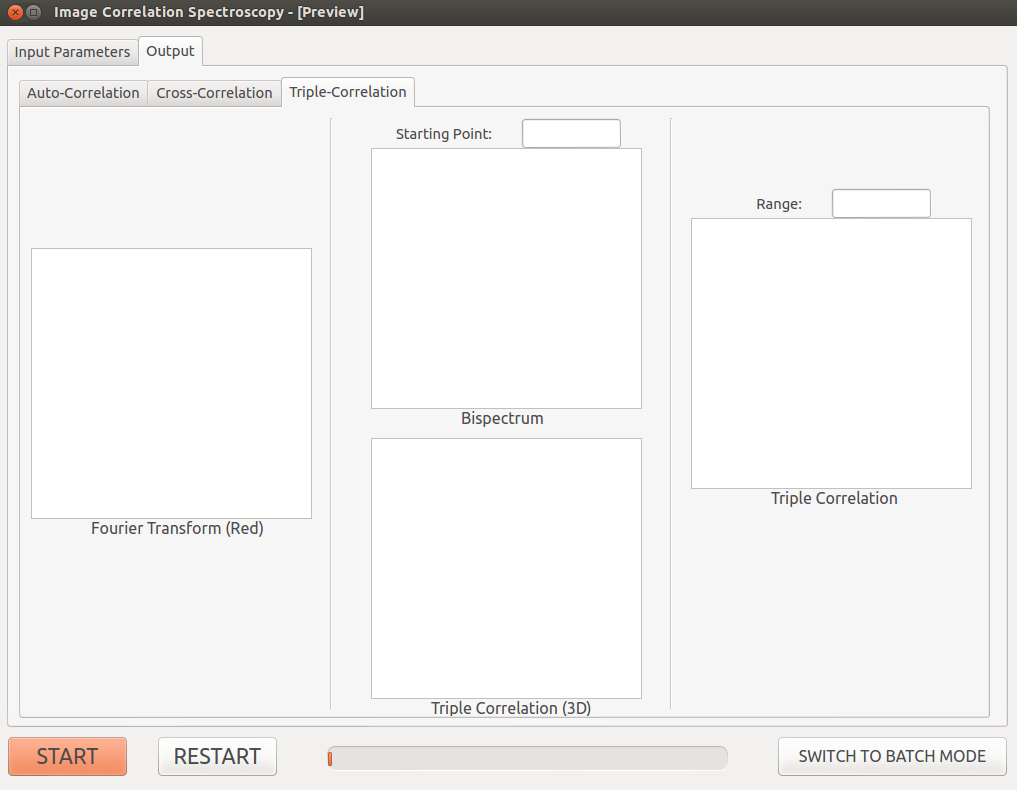 Image Correlation Spectroscopy - [Preview]
Input Parameters
Output
Auto-Correlation
Cross-Correlation
Triple-Correlation
Starting Point:
Range:
Bispectrum
Triple Correlation
Fourier Transform (Red)
Triple Correlation (3D)
START
RESTART
SWITCH TO BATCH MODE